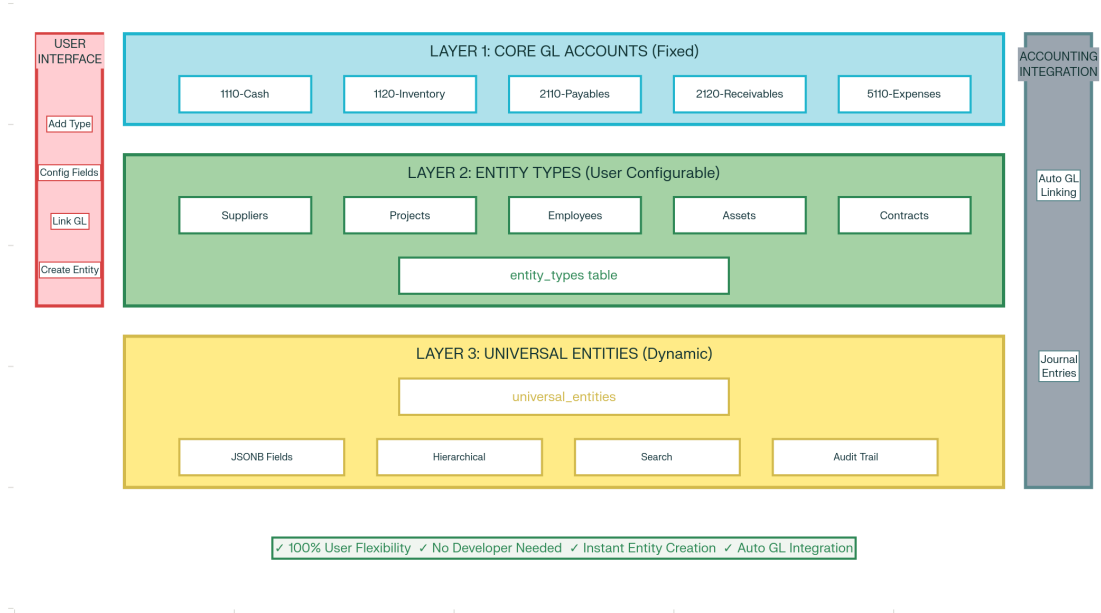 USER
INTERFACE
Add Type
Config Fields
Link GL
Create Entity
LAYER 1: CORE GL ACCOUNTS (Fixed)
1110-Cash
1120-Inventory
2110-Payables
2120-Receivables
5110-Expenses
LAYER 2: ENTITY TYPES (User Configurable)
Suppliers
Projects
Employees
Assets
Contracts
entity_types table
LAYER 3: UNIVERSAL ENTITIES (Dynamic)
universal_entities
JSONB Fields
Hierarchical
Search
Audit Trail
ACCOUNTING
INTEGRATION
Auto GL
Linking
Journal
Entries
✓ 100% User Flexibility ✓ No Developer Needed ✓ Instant Entity Creation ✓ Auto GL Integration